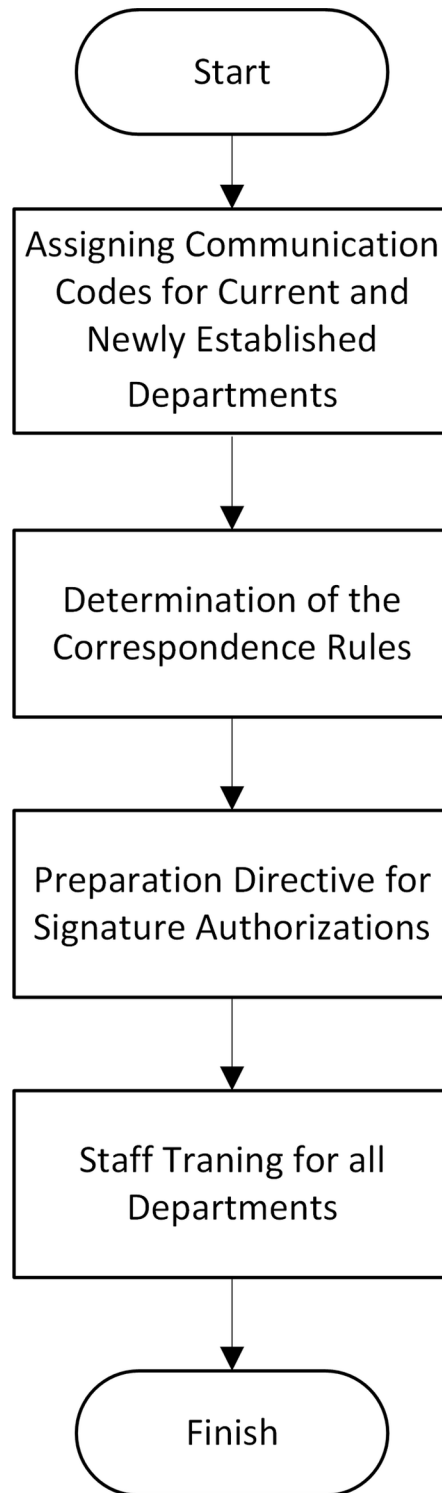 Start
Assigning Communication
Codes for Current and
Newly Established
Departments
Determination of the
Correspondence Rules
Preparation Directive for
Signature Authorizations
Staff Traning for all
Departments
Finish